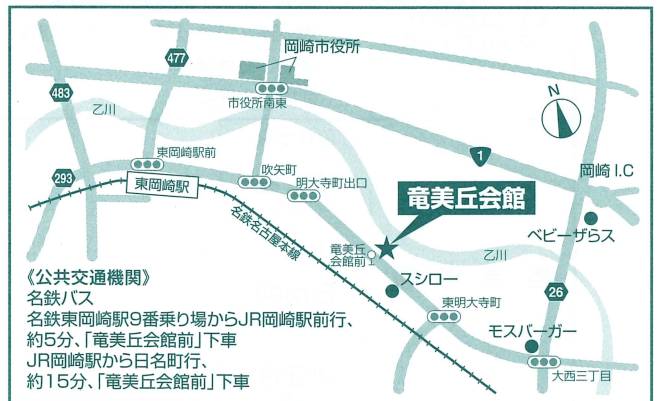 岡崎市役所
477
483
乙川
市役所南東
N
1
岡崎I.C
東岡崎駅前
吹矢町
明大寺町出口
293
東岡崎駅
竜美丘会館
ベビーザらス
名鉄名古屋本線
竜美丘
会館前
乙川
スシロー
26
東明大寺町
モスバーガー
大西三丁目
《公共交通機関》
名鉄バス
名鉄東岡崎駅9番乗り場からJR岡崎駅前行、
約5分、「竜美丘会館前」下車
JR岡崎駅から日名町行、
約15分、「竜美丘会館前」下車